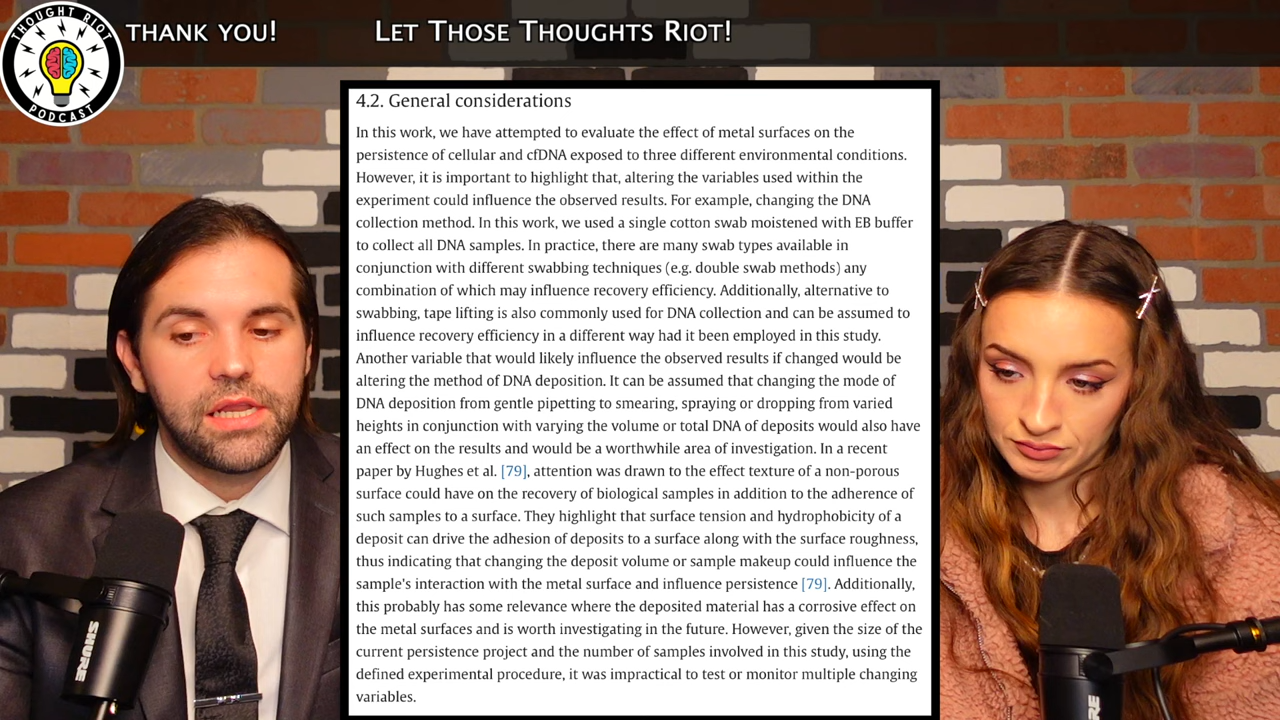 THOUGHT RIOT
PODCAST
THANK YOU!
LET THOSE THOUGHTS RIOT!
4.2. General considerations
In this work, we have attempted to evaluate the effect of metal surfaces on the
persistence of cellular and cfDNA exposed to three different environmental conditions.
However, it is important to highlight that, altering the variables used within the
experiment could influence the observed results. For example, changing the DNA
collection method. In this work, we used a single cotton swab moistened with EB buffer
to collect all DNA samples. In practice, there are many swab types available in
conjunction with different swabbing techniques (e.g. double swab methods) any
combination of which may influence recovery efficiency. Additionally, alternative to
swabbing, tape lifting is also commonly used for DNA collection and can be assumed to
influence recovery efficiency in a different way had it been employed in this study.
Another variable that would likely influence the observed results if changed would be
altering the method of DNA deposition. It can be assumed that changing the mode of
DNA deposition from gentle pipetting to smearing, spraying or dropping from varied
heights in conjunction with varying the volume or total DNA of deposits would also have
an effect on the results and would be a worthwhile area of investigation. In a recent
paper by Hughes et al. [79], attention was drawn to the effect texture of a non-porous
surface could have on the recovery of biological samples in addition to the adherence of
such samples to a surface. They highlight that surface tension and hydrophobicity of a
deposit can drive the adhesion of deposits to a surface along with the surface roughness,
thus indicating that changing the deposit volume or sample makeup could influence the
sample's interaction with the metal surface and influence persistence [79]. Additionally,
this probably has some relevance where the deposited material has a corrosive effect on
the metal surfaces and is worth investigating in the future. However, given the size of the
current persistence project and the number of samples involved in this study, using the
defined experimental procedure, it was impractical to test or monitor multiple changing
variables.
SHURE